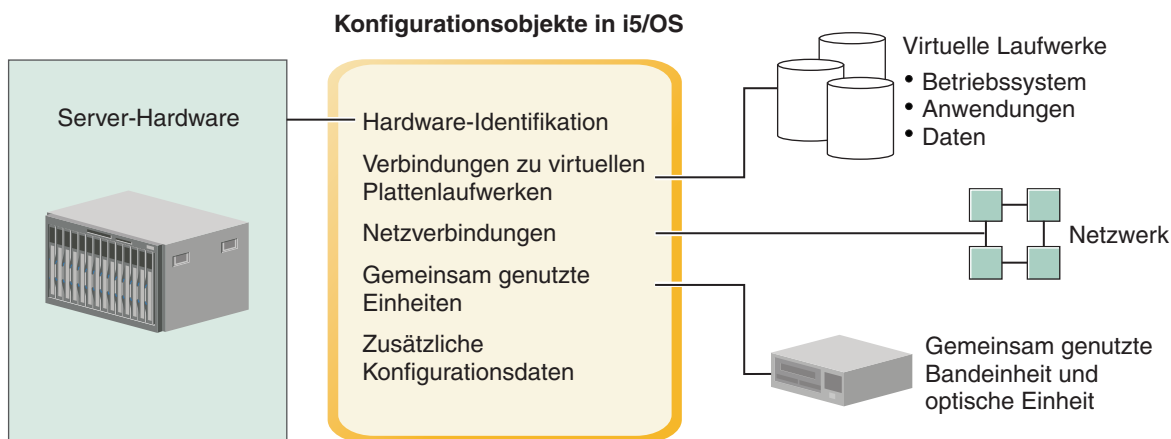 Konfigurationsobjekte in i5/OS
Server-Hardware
Hardware-Identifikation
Verbindungen zu virtuellen
Plattenlaufwerken
Netzverbindungen
Gemeinsam genutzte
Einheiten
Zusätzliche
Konfigurationsdaten
Virtuelle Laufwerke
• Betriebssystem
• Anwendungen
• Daten
Netzwerk
Gemeinsam genutzte
Bandeinheit und
optische Einheit